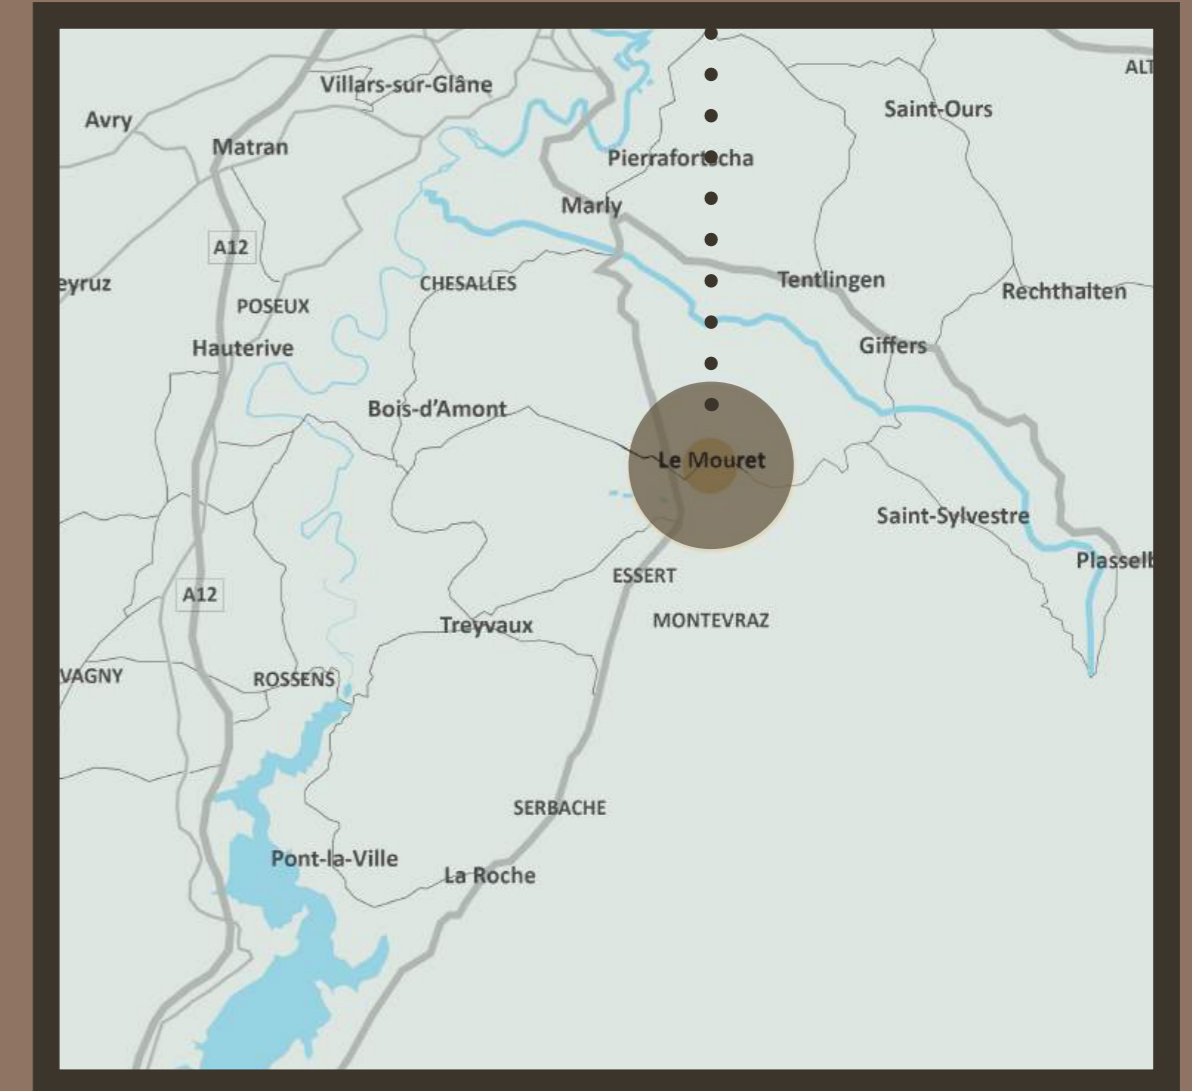 ALT
Villars-sur-Glâne
Saint-Ours
Avry
Matran
Pierrafortscha
Marly
A12
Tentlingen
eyruz
CHESALLES
Rechthalten
POSEUX
Giffers
Hauterive
Bois-d'Amont
Le Mouret
Saint-Sylvestre
Plasselb
ESSERT
A12
MONTEVRAZ
Treyvaux
VAGNY
ROSSENS
SERBACHE
Pont-la-Ville
La Roche